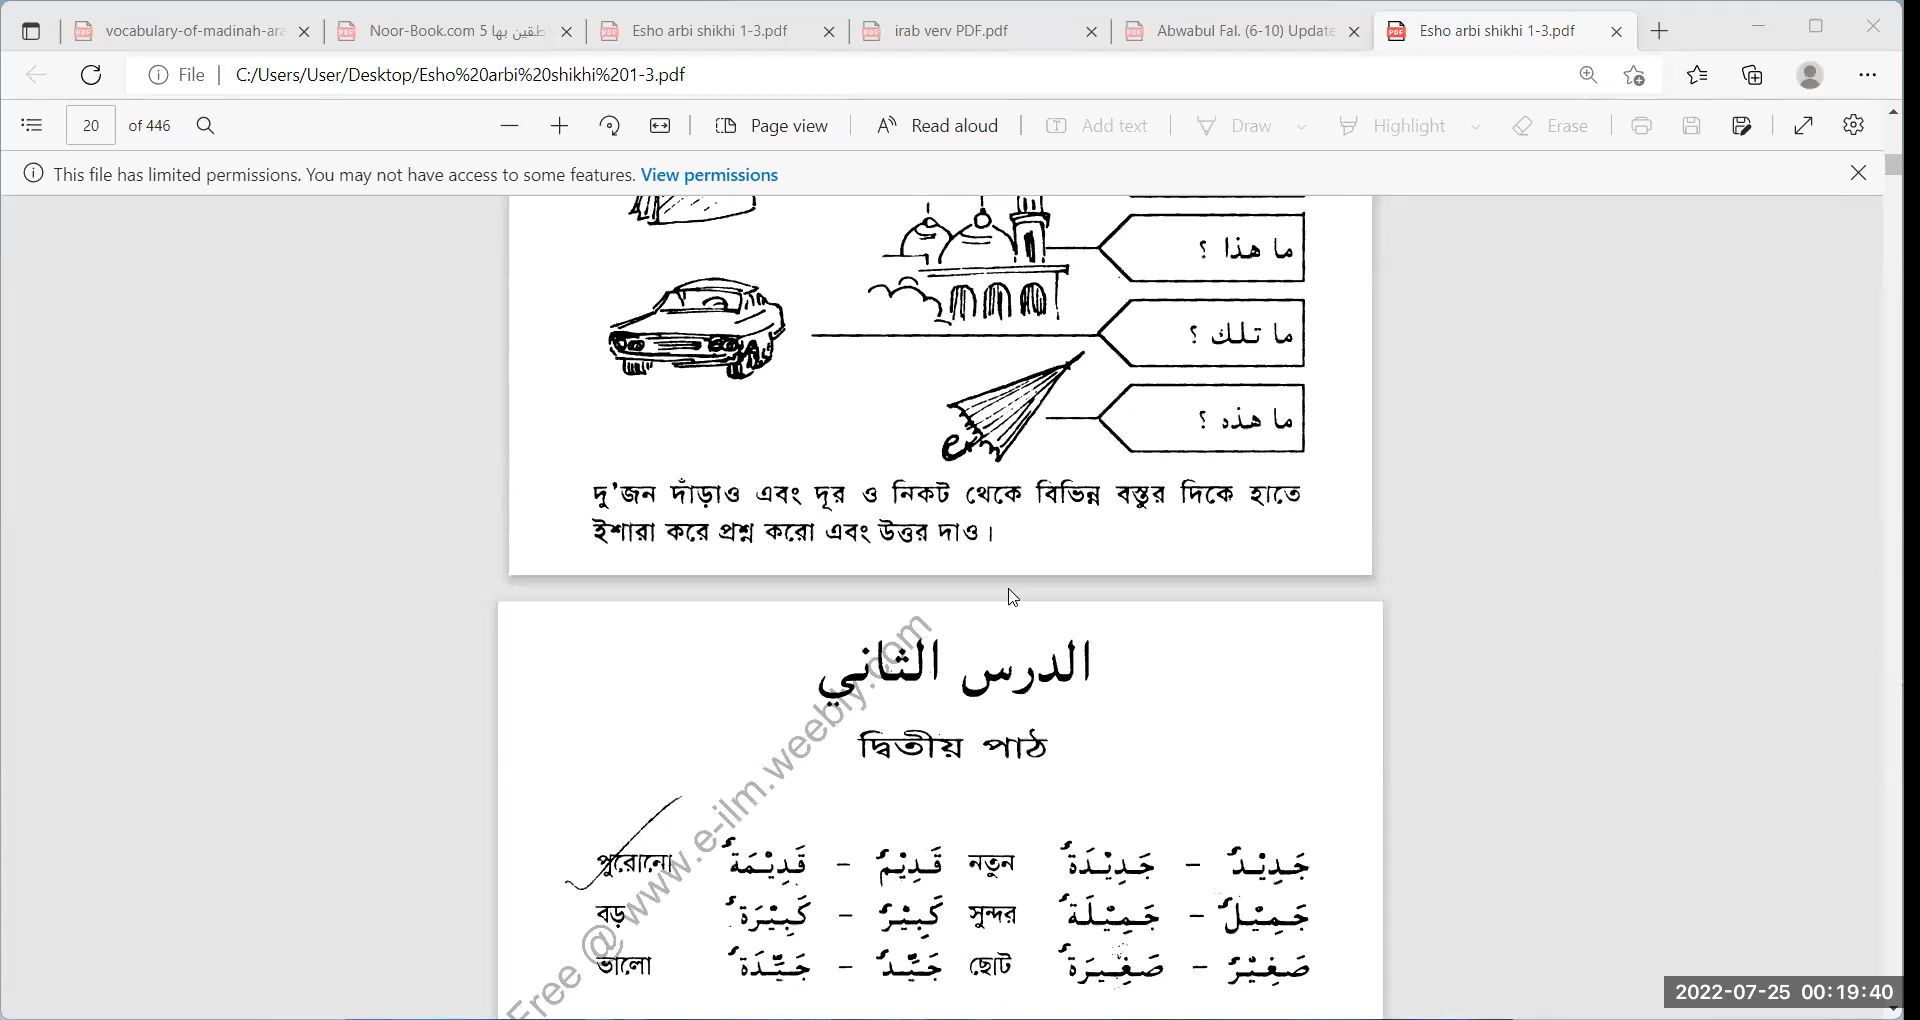 vocabulary-of-madinah-ara
Noor-Book.com 5 طقين بها
Esho arbi shikhi 1-3.pdf
irab verv PDF.pdf
Abwabul Fal. (6-10) Update
Esho arbi shikhi 1-3.pdf
File | C:/Users/User/Desktop/Esho%20arbi%20shikhi%201-3.pdf
20 of 446
Page view
Read aloud
Add text
Draw
Highlight
Erase
This file has limited permissions. You may not have access to some features. View permissions
ما هذا ؟
ما تلك ؟
ما هذه ؟
দু'জন দাঁড়াও এবং দূর ও নিকট থেকে বিভিন্ন বস্তুর দিকে হাতে
ইশারা করে প্রশ্ন করো এবং উত্তর দাও।
الدرس الثاني
দ্বিতীয় পাঠ
جَدِيْدٌ - جَدِيْدَةٌ নতুন قَدِيْمٌ - قَدِيْمَةٌ পুরোনো
جَمِيْلٌ - جَمِيْلَةٌ সুন্দর كَبِيْرٌ - كَبِيْرَةٌ বড়
صَغِيْرٌ - صَغِيرَةٌ ছোট جَيِّدٌ - جَيِّدَةٌ ভালো
Free @ www.e-ilm.weebly.com
2022-07-25 00:19:40